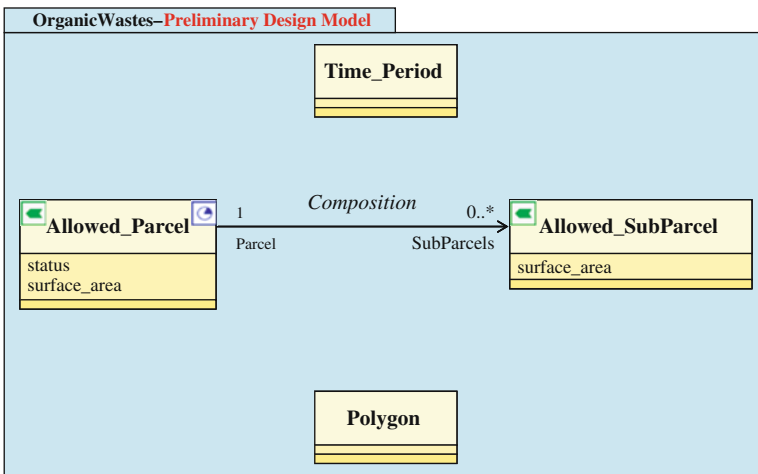 OrganicWastes–Preliminary Design Model
Time_Period
Composition
1
0..*
Allowed_Parcel
Allowed_SubParcel
Parcel
SubParcels
status
surface_area
surface_area
Polygon